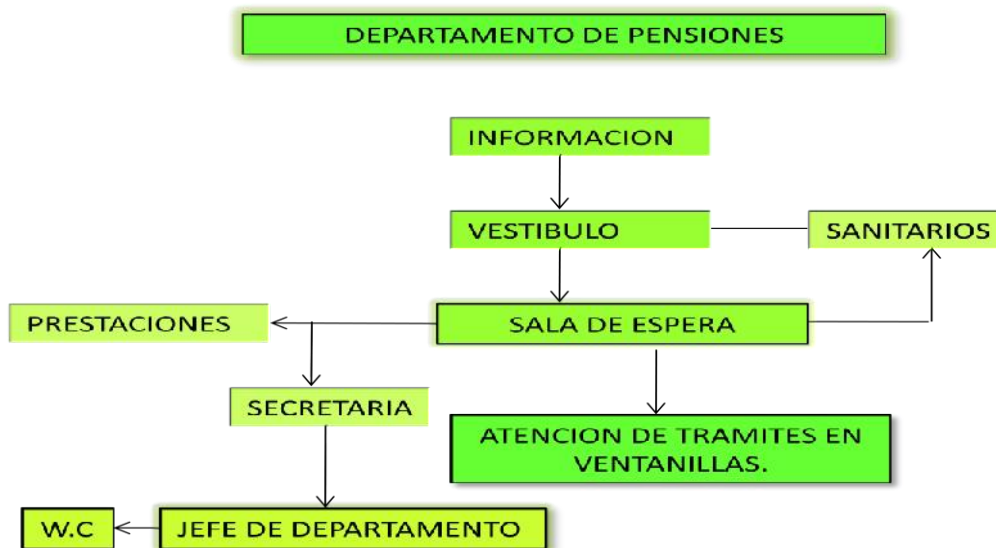 DEPARTAMENTO DE PENSIONES
INFORMACION
VESTIBULO
SANITARIOS
PRESTACIONES
SALA DE ESPERA
SECRETARIA
ATENCION DE TRAMITES EN
VENTANILLAS.
W.C
JEFE DE DEPARTAMENTO